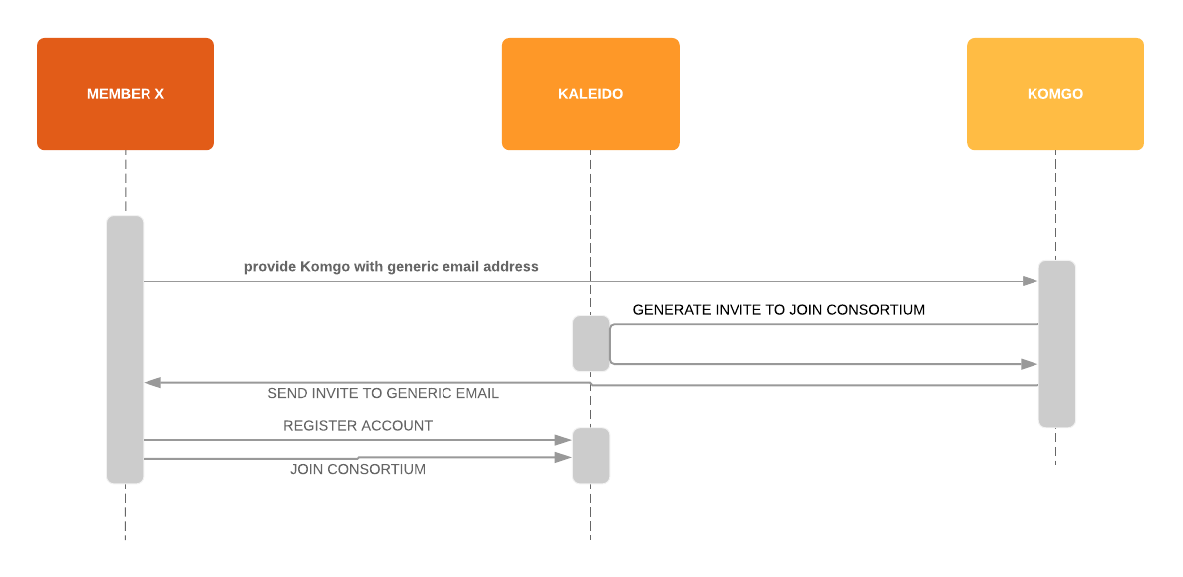 MEMBER X
KALEIDO
KOMGO
provide Komgo with generic email address
GENERATE INVITE TO JOIN CONSORTIUM
SEND INVITE TO GENERIC EMAIL
REGISTER ACCOUNT
JOIN CONSORTIUM